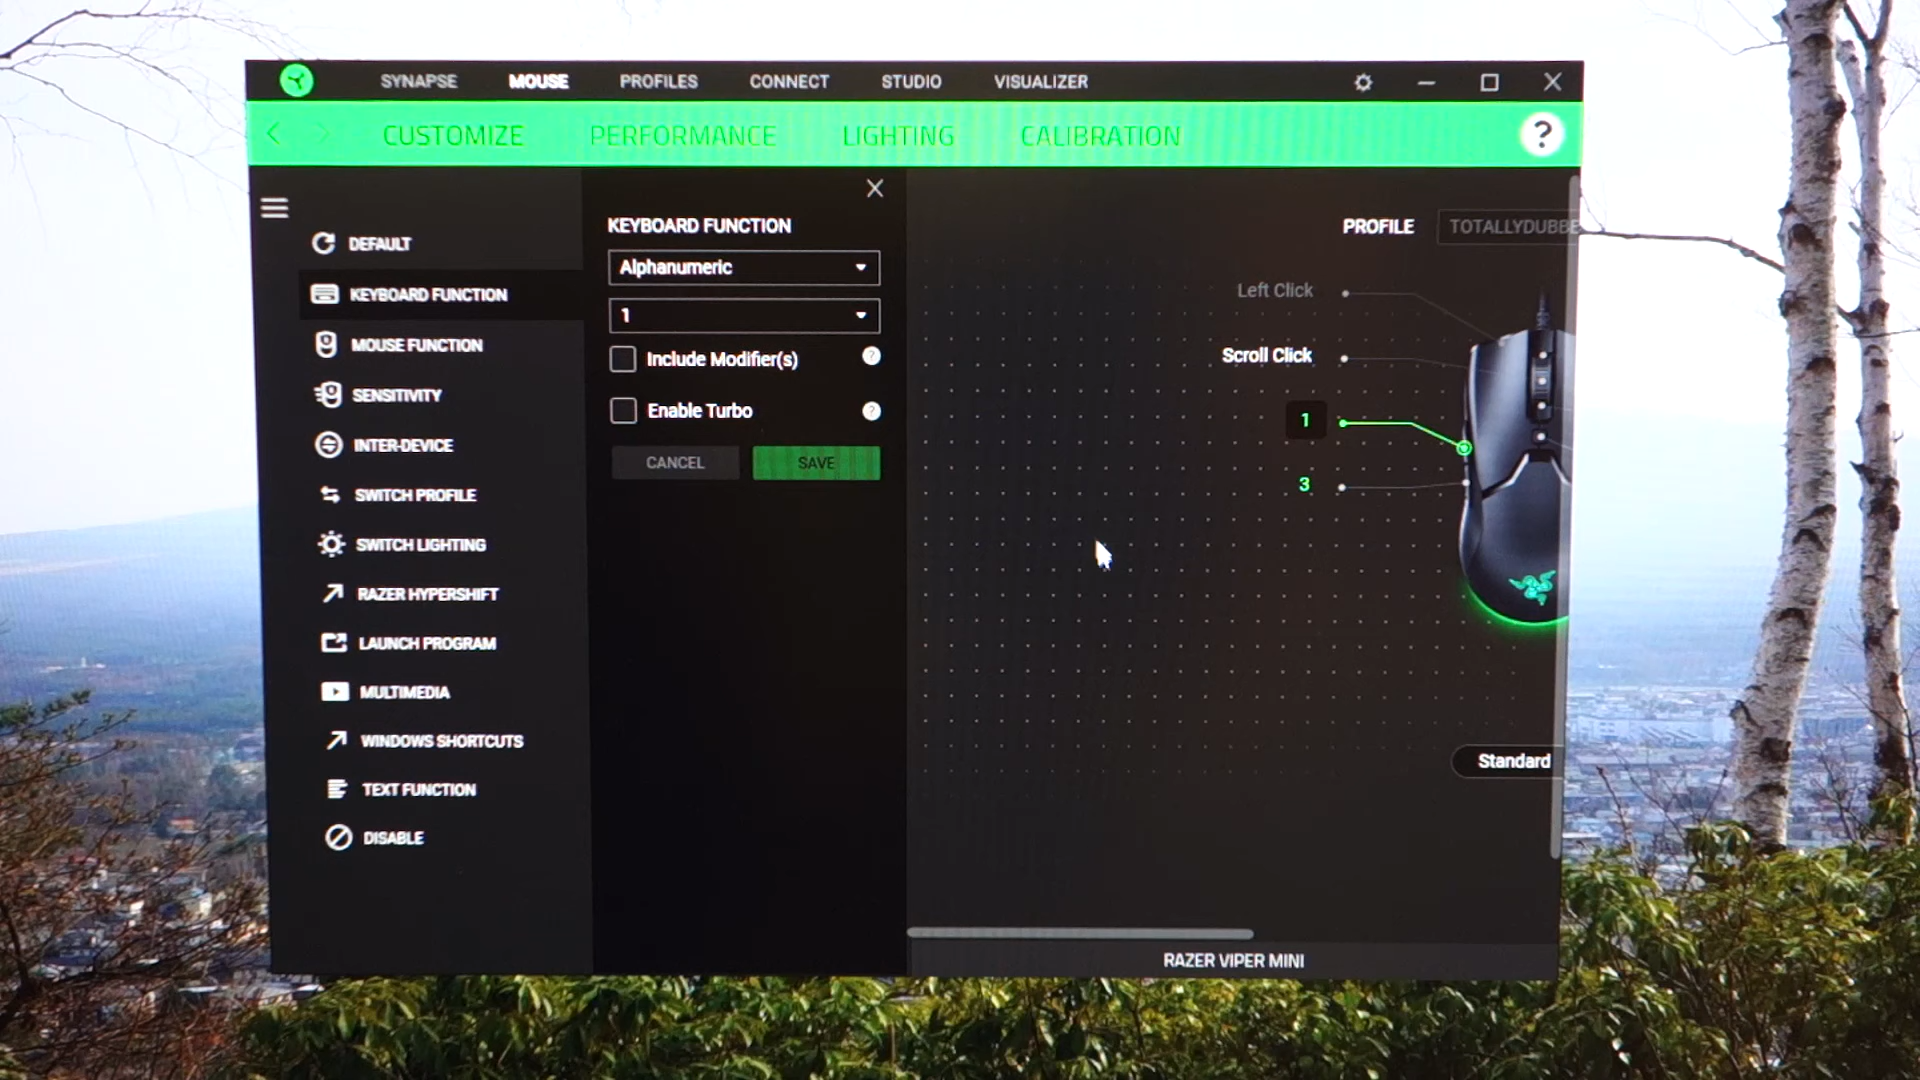 SYNAPSE MOUSE PROFILES CONNECT STUDIO VISUALIZER
CUSTOMIZE PERFORMANCE LIGHTING CALIBRATION ?
DEFAULT
KEYBOARD FUNCTION
MOUSE FUNCTION
SENSITIVITY
INTER-DEVICE
SWITCH PROFILE
SWITCH LIGHTING
RAZER HYPERSHIFT
LAUNCH PROGRAM
MULTIMEDIA
WINDOWS SHORTCUTS
TEXT FUNCTION
DISABLE
KEYBOARD FUNCTION
Alphanumeric
1
Include Modifier(s) ?
Enable Turbo ?
CANCEL SAVE
PROFILE TOTALLYDUBBE
Left Click
Scroll Click
1
3
Standard
RAZER VIPER MINI